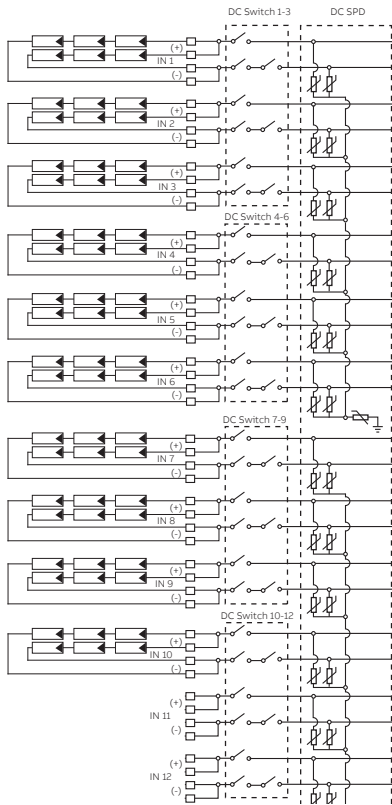 DC Switch 1-3
DC SPD
(+)
IN 1
(-)
(+)
IN 2
(-)
(+)
IN 3
(-)
DC Switch 4-6
(+)
IN 4
(-)
(+)
IN 5
(-)
(+)
IN 6
(-)
DC Switch 7-9
(+)
IN 7
(-)
(+)
IN 8
(-)
(+)
IN 9
(-)
DC Switch 10-12
(+)
IN 10
(-)
(+)
IN 11
(-)
(+)
IN 12
(-)